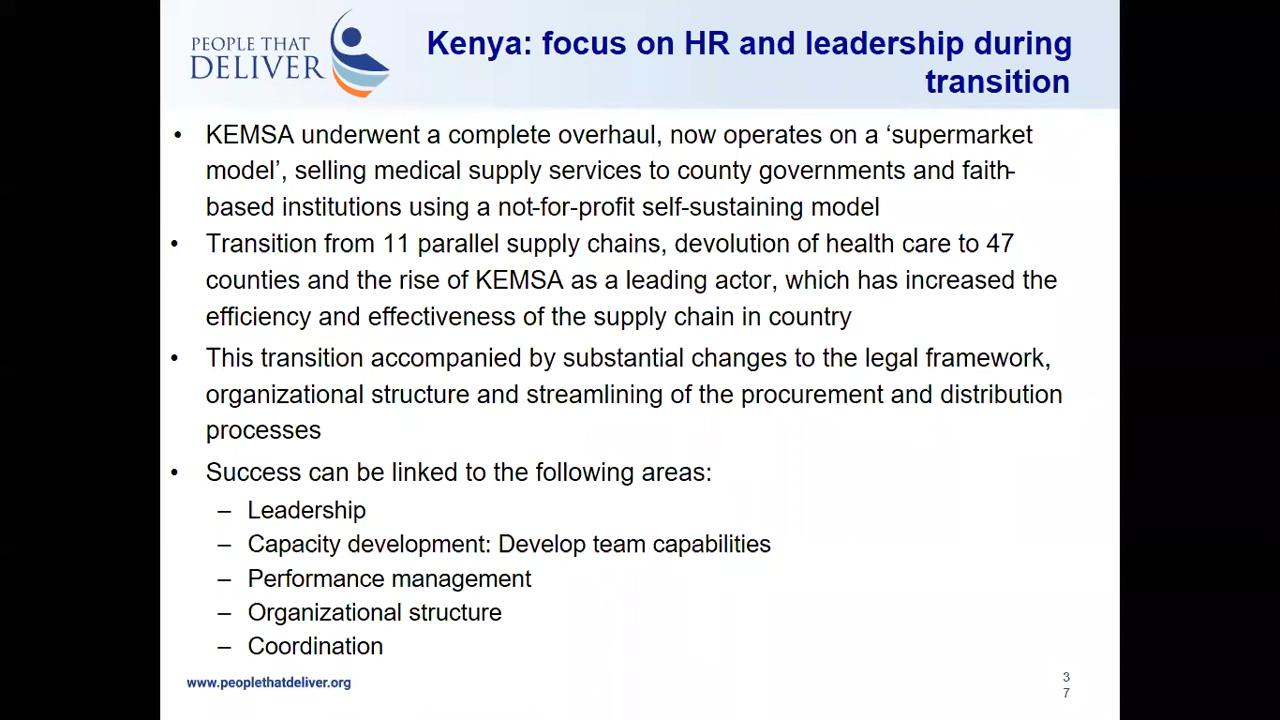 PEOPLE THAT
DELIVER
Kenya: focus on HR and leadership during
transition
• KEMSA underwent a complete overhaul, now operates on a ‘supermarket
model’, selling medical supply services to county governments and faith-
based institutions using a not-for-profit self-sustaining model
• Transition from 11 parallel supply chains, devolution of health care to 47
counties and the rise of KEMSA as a leading actor, which has increased the
efficiency and effectiveness of the supply chain in country
• This transition accompanied by substantial changes to the legal framework,
organizational structure and streamlining of the procurement and distribution
processes
• Success can be linked to the following areas:
– Leadership
– Capacity development: Develop team capabilities
– Performance management
– Organizational structure
– Coordination
www.peoplethatdeliver.org
3
7